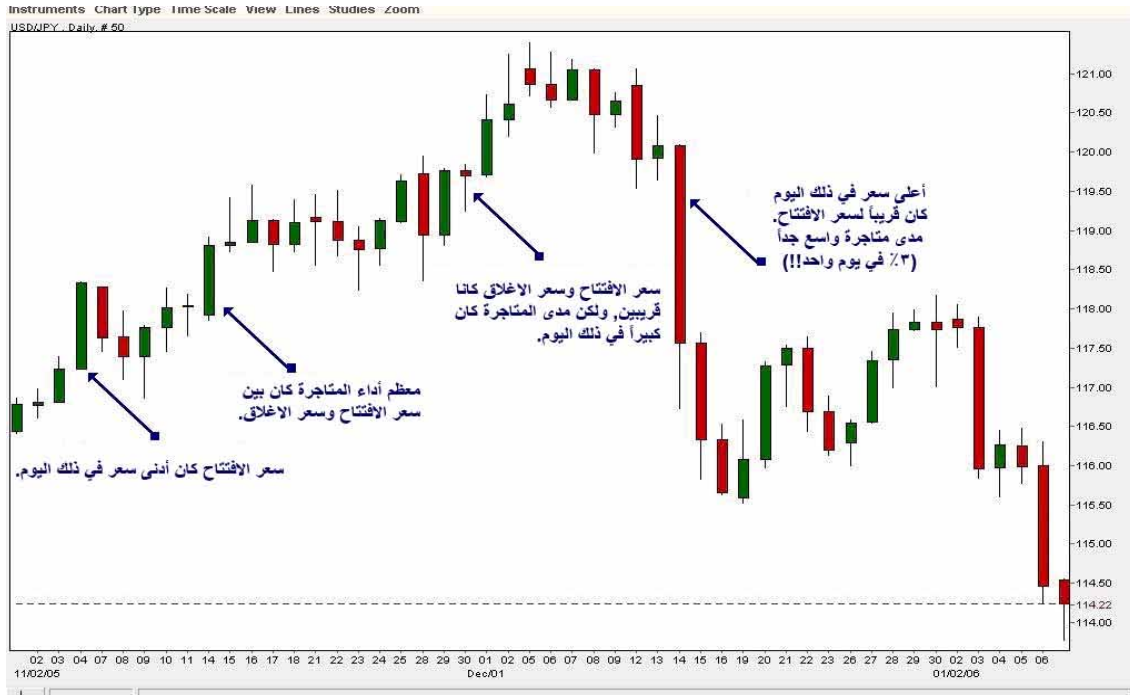 Instruments Chart Type Time Scale View Lines Studies Zoom
USD/JPY , Daily, # 50
121.00
120.50
120.00
119.50
119.00
118.50
118.00
117.50
117.00
116.50
116.00
115.50
115.00
114.50
114.22
114.00
أعلى سعر في ذلك اليوم
كان قريباً لسعر الافتتاح.
مدى متاجرة واسع جداً
(٣٪ في يوم واحد!!)
سعر الافتتاح وسعر الاغلاق كانا
قريبين, ولكن مدى المتاجرة كان
كبيراً في ذلك اليوم.
معظم أداء المتاجرة كان بين
سعر الافتتاح وسعر الاغلاق.
سعر الافتتاح كان أدنى سعر في ذلك اليوم.
02 03 04 07 08 09 10 11 14 15 16 17 18 21 22 23 24 25 28 29 30 01 02 05 06 07 08 09 12 13 14 15 16 19 20 21 22 23 26 27 28 29 30 02 03 04 05 06
11/02/05 Dec/01 01/02/06